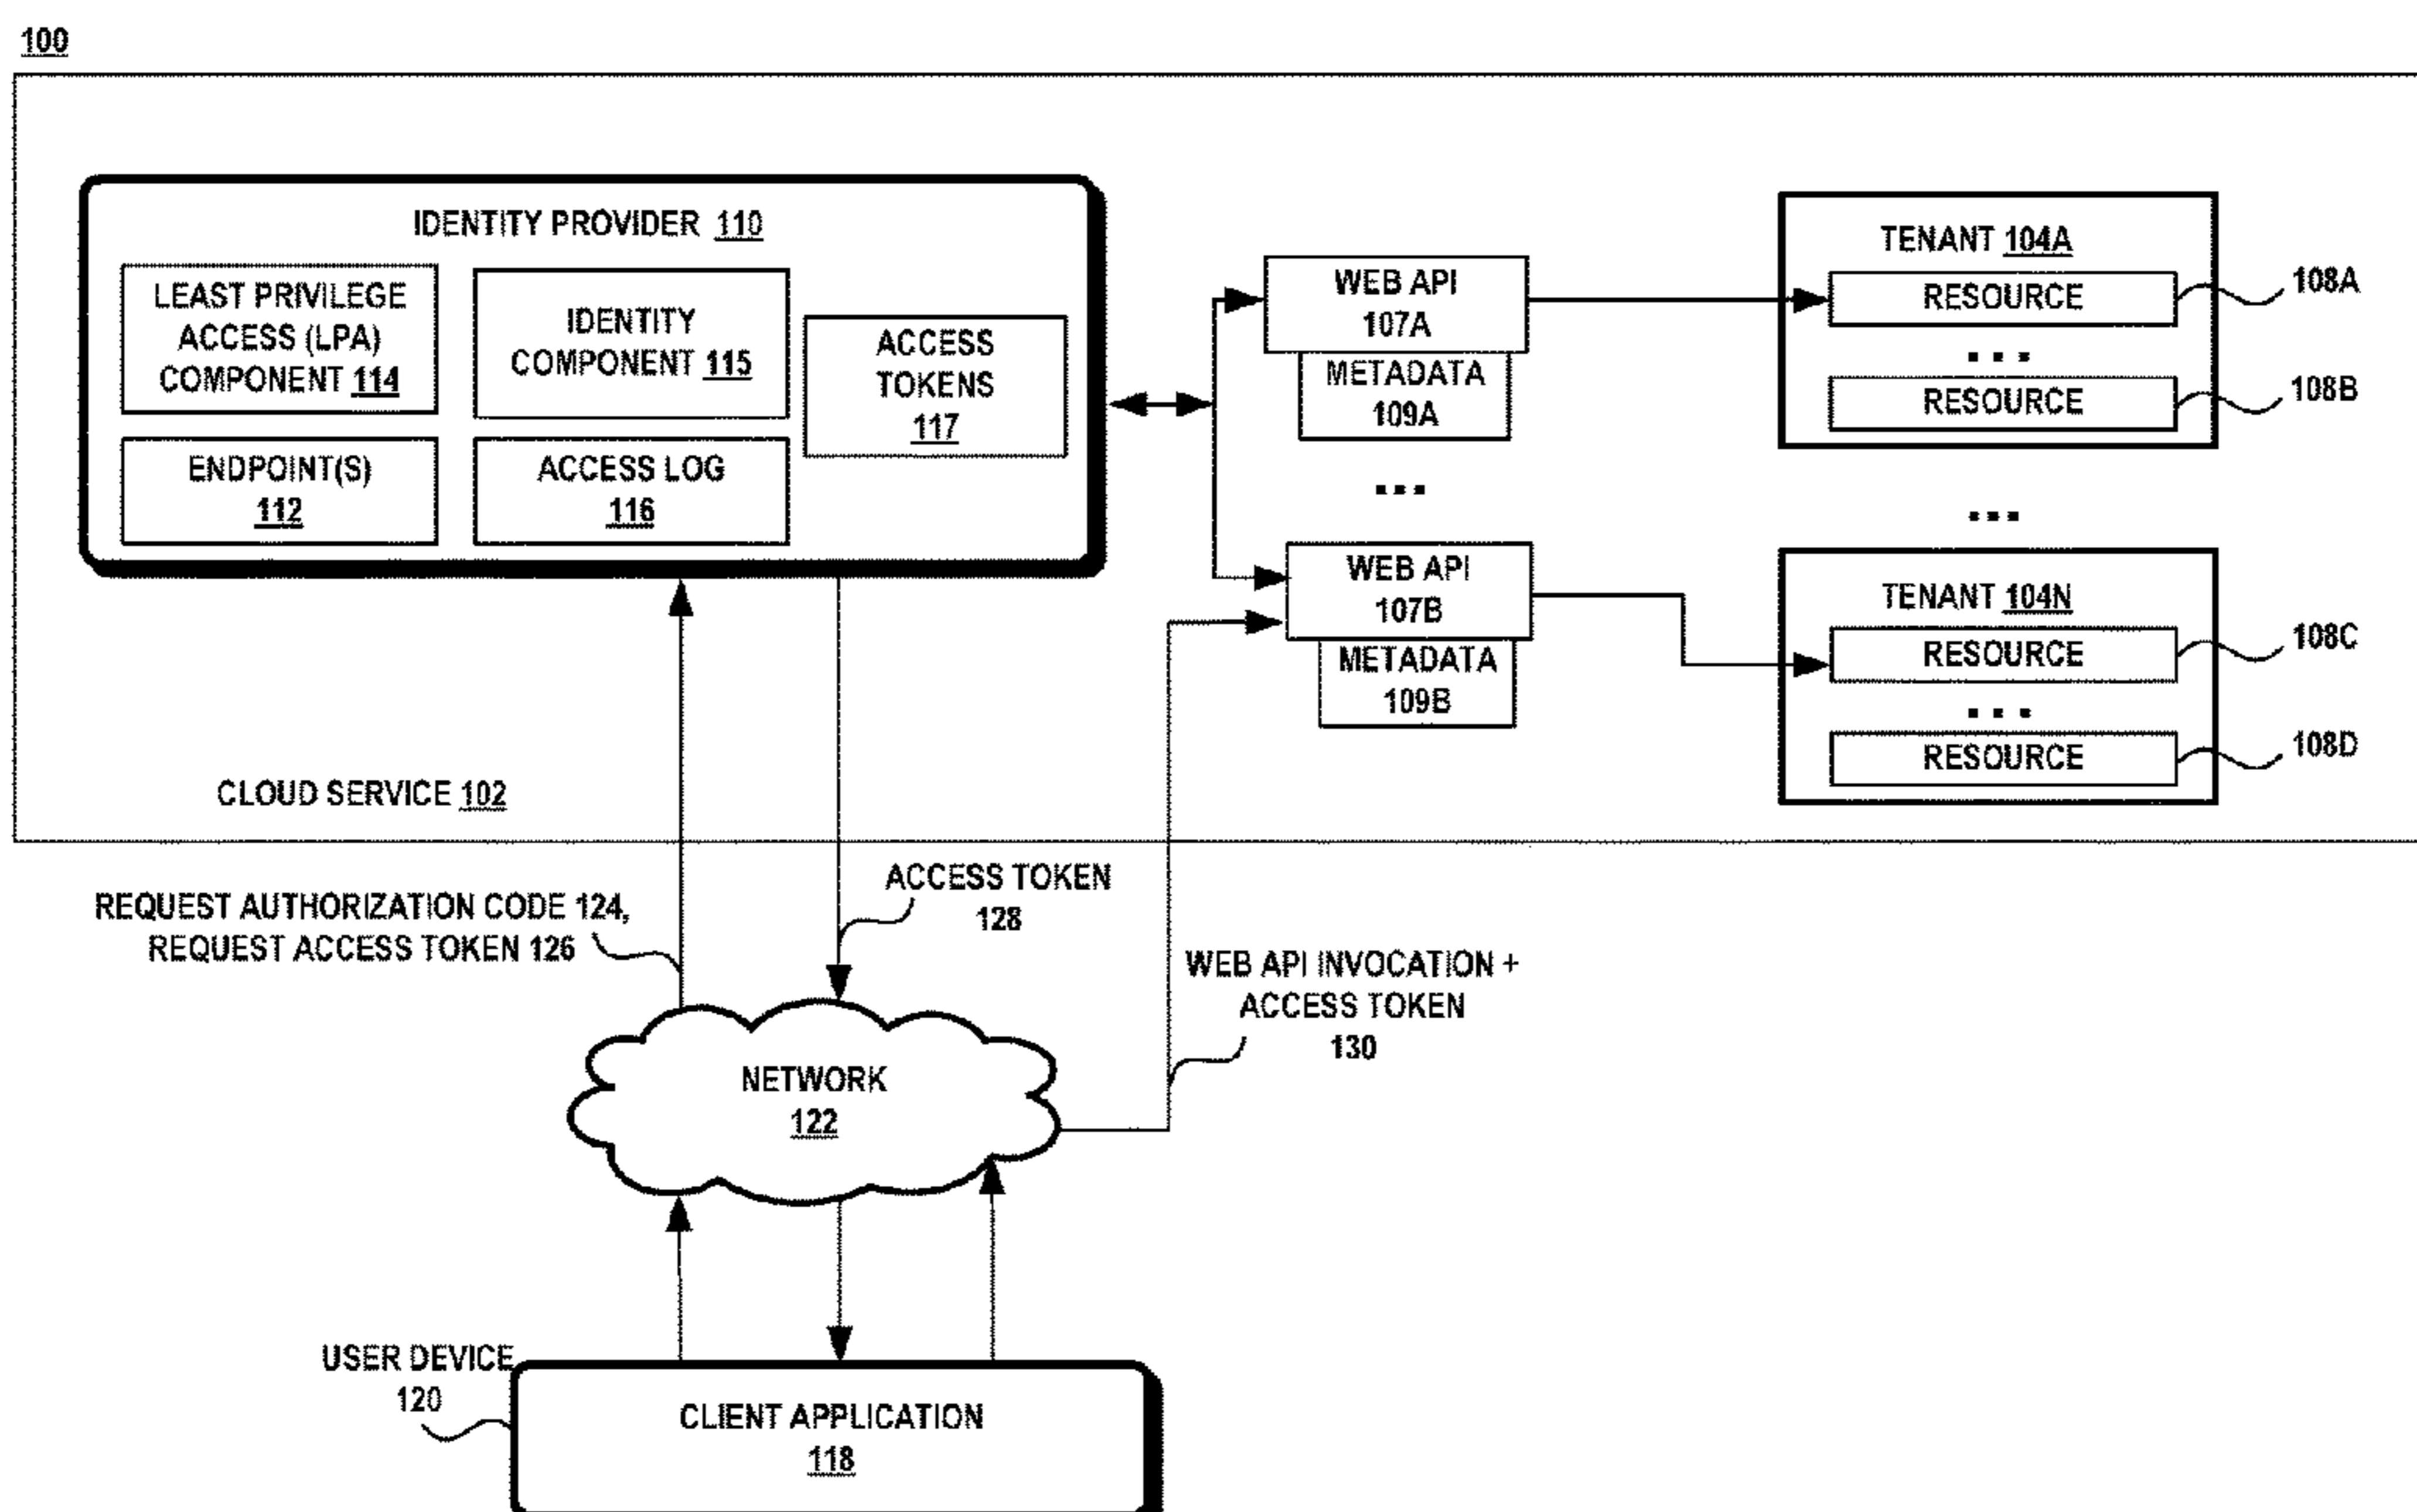 100
IDENTITY PROVIDER 110
LEAST PRIVILEGE
ACCESS (LPA)
COMPONENT 114
IDENTITY
COMPONENT 115
ACCESS
TOKENS
117
ENDPOINT(S)
112
ACCESS LOG
116
WEB API
107A
METADATA
109A
...
WEB API
107B
METADATA
109B
TENANT 104A
RESOURCE
108A
...
RESOURCE
108B
...
TENANT 104N
RESOURCE
108C
...
RESOURCE
108D
CLOUD SERVICE 102
REQUEST AUTHORIZATION CODE 124,
REQUEST ACCESS TOKEN 126
ACCESS TOKEN
128
WEB API INVOCATION +
ACCESS TOKEN
130
NETWORK
122
USER DEVICE
120
CLIENT APPLICATION
118